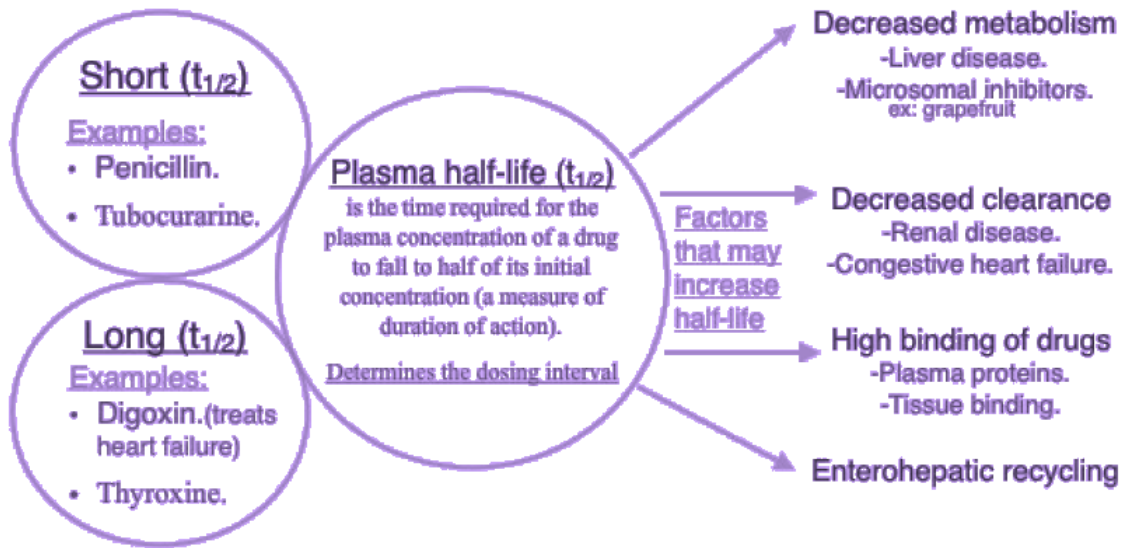 Short (t1/2)
Examples:
• Penicillin.
• Tubocurarine.
Long (t1/2)
Examples:
• Digoxin.(treats
heart failure)
• Thyroxine.
Plasma half-life (t1/2)
is the time required for the
plasma concentration of a drug
to fall to half of its initial
concentration (a measure of
duration of action).
Determines the dosing interval
Factors
that may
increase
half-life
Decreased metabolism
-Liver disease.
-Microsomal inhibitors.
ex: grapefruit
Decreased clearance
-Renal disease.
-Congestive heart failure.
High binding of drugs
-Plasma proteins.
-Tissue binding.
Enterohepatic recycling